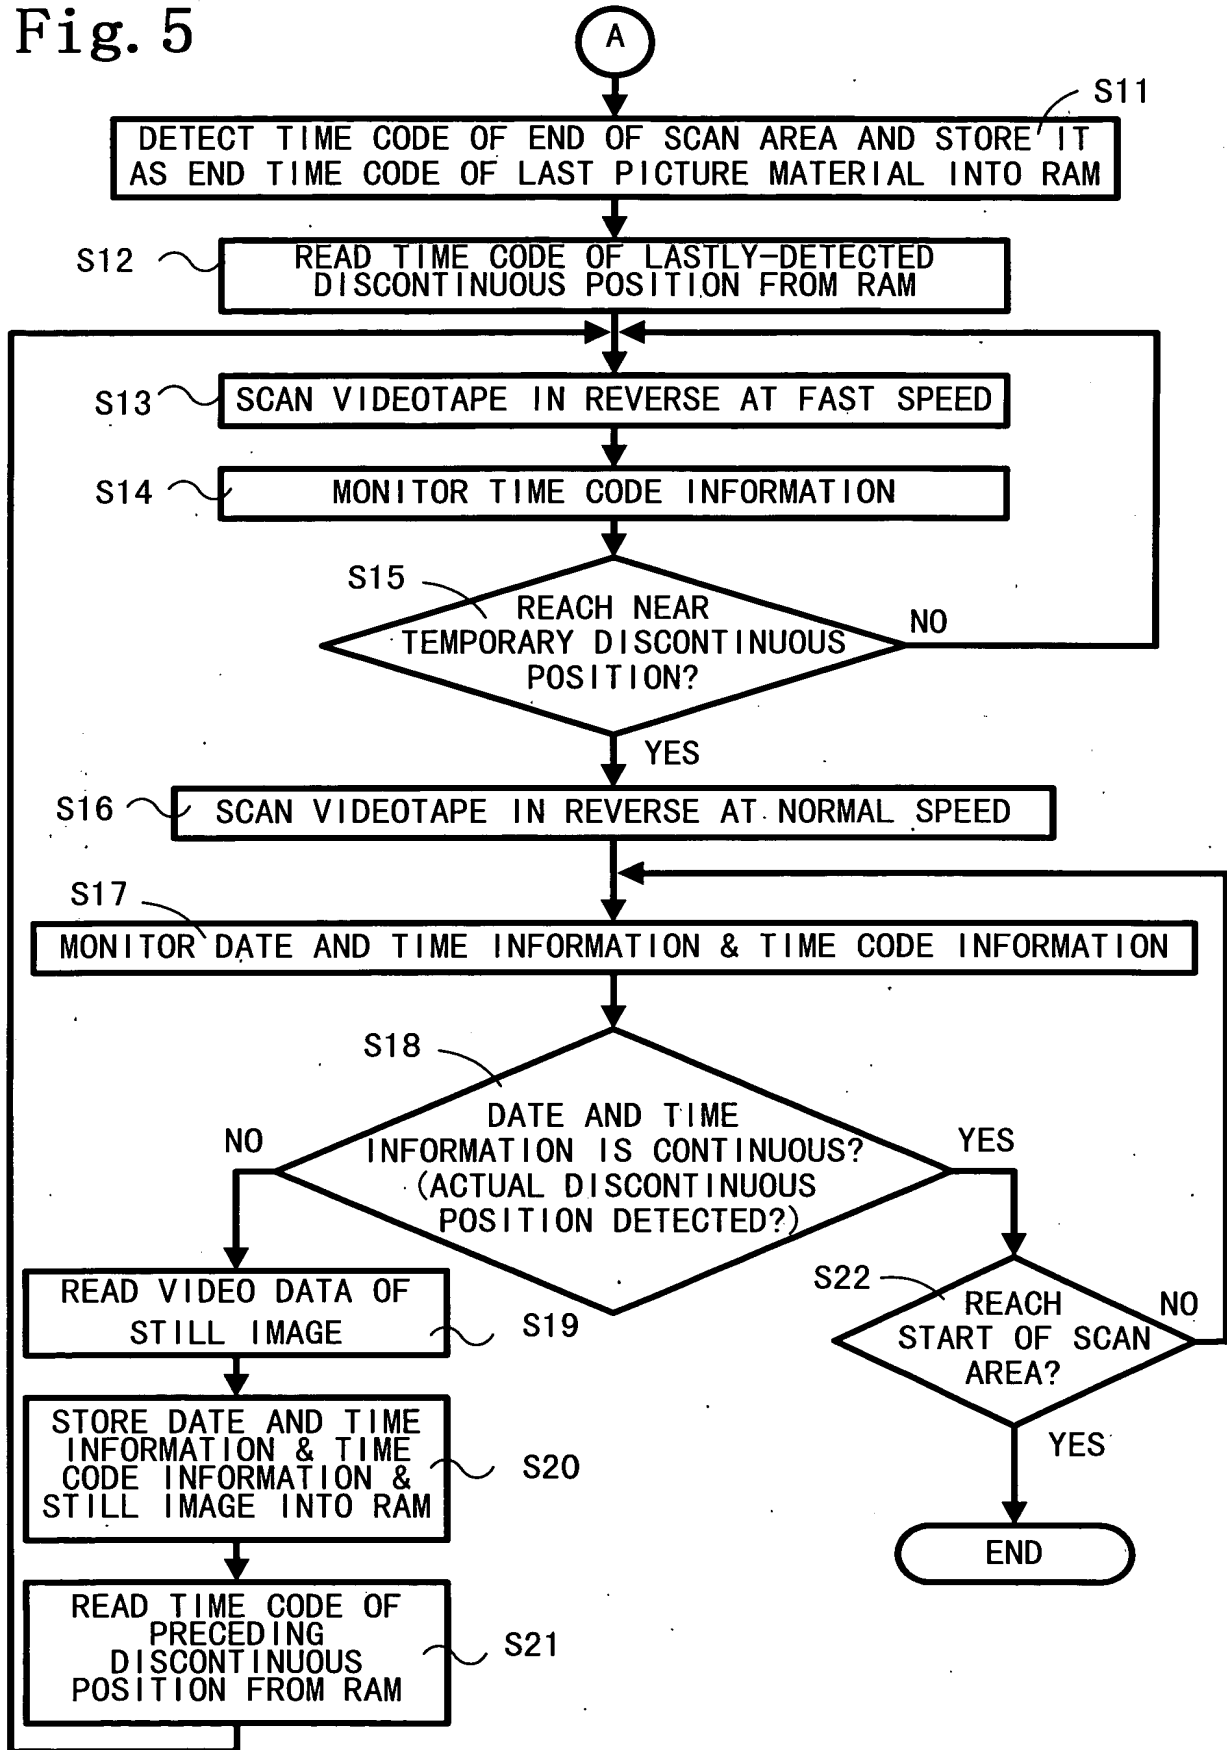 Fig. 5
A
S11
DETECT TIME CODE OF END OF SCAN AREA AND STORE IT
AS END TIME CODE OF LAST PICTURE MATERIAL INTO RAM
S12
READ TIME CODE OF LASTLY-DETECTED
DISCONTINUOUS POSITION FROM RAM
S13
SCAN VIDEOTAPE IN REVERSE AT FAST SPEED
S14
MONITOR TIME CODE INFORMATION
S15
REACH NEAR
TEMPORARY DISCONTINUOUS
POSITION?
NO
YES
S16
SCAN VIDEOTAPE IN REVERSE AT NORMAL SPEED
S17
MONITOR DATE AND TIME INFORMATION & TIME CODE INFORMATION
S18
DATE AND TIME
INFORMATION IS CONTINUOUS?
(ACTUAL DISCONTINUOUS
POSITION DETECTED?)
NO
YES
READ VIDEO DATA OF
STILL IMAGE
S19
S22
REACH
START OF SCAN
AREA?
NO
YES
STORE DATE AND TIME
INFORMATION & TIME
CODE INFORMATION &
STILL IMAGE INTO RAM
S20
END
READ TIME CODE OF
PRECEDING
DISCONTINUOUS
POSITION FROM RAM
S21